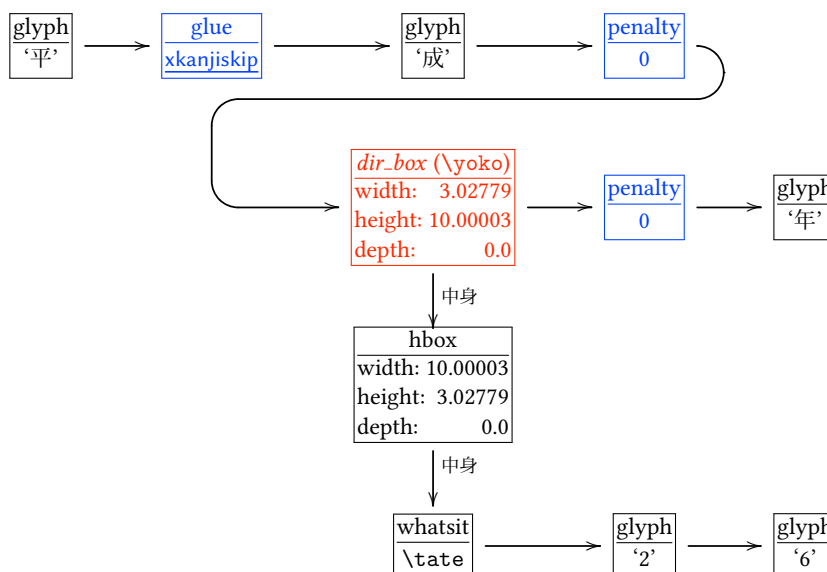 glyph
‘平’
glue
xkanjiskip
glyph
‘成’
penalty
0
dir_box (\yoko)
width: 3.02779
height: 10.00003
depth: 0.0
penalty
0
glyph
‘年’
中身
hbox
width: 10.00003
height: 3.02779
depth: 0.0
中身
whatsit
\tate
glyph
‘2’
glyph
‘6’